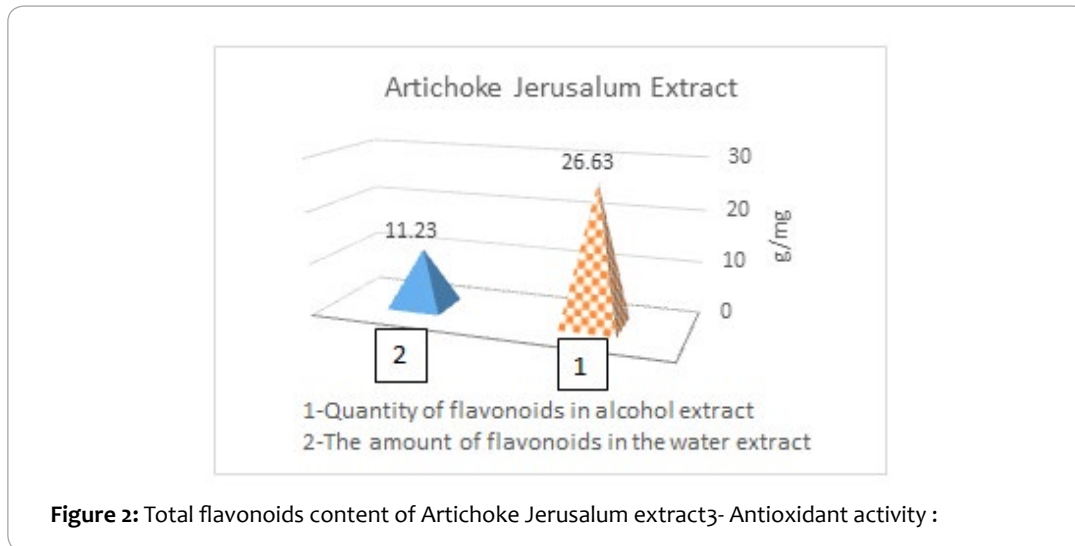 Artichoke Jerusalum Extract
30
26.63
20
g/mg
11.23
10
0
2
1
1-Quantity of flavonoids in alcohol extract
2-The amount of flavonoids in the water extract
Figure 2: Total flavonoids content of Artichoke Jerusalum extract3- Antioxidant activity :